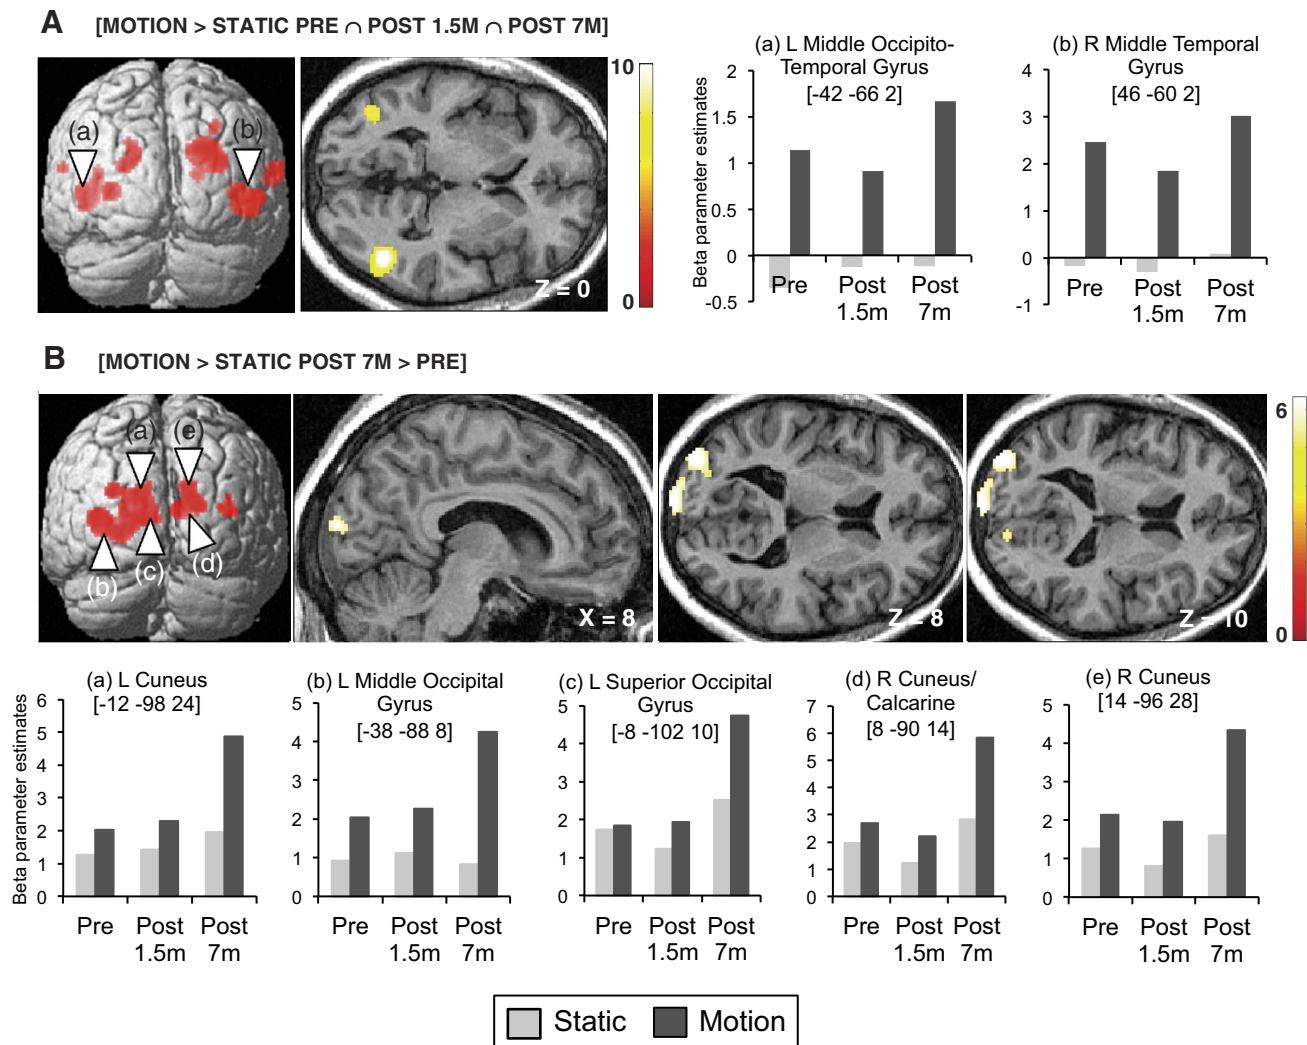 A [MOTION > STATIC PRE ∩ POST 1.5M ∩ POST 7M]
(a)
(b)
Z = 0
10
0
(a) L Middle Occipito-
Temporal Gyrus
[-42 -66 2]
Beta parameter estimates
2
1.5
1
0.5
0
-0.5
Pre
Post
1.5m
Post
7m
(b) R Middle Temporal
Gyrus
[46 -60 2]
4
3
2
1
0
-1
Pre
Post
1.5m
Post
7m
B [MOTION > STATIC POST 7M > PRE]
(a)
(e)
(b)
(c)
(d)
X = 8
Z = 8
Z = 10
6
0
(a) L Cuneus
[-12 -98 24]
Beta parameter estimates
6
5
4
3
2
1
0
Pre
Post
1.5m
Post
7m
(b) L Middle Occipital
Gyrus
[-38 -88 8]
5
4
3
2
1
0
Pre
Post
1.5m
Post
7m
(c) L Superior Occipital
Gyrus
[-8 -102 10]
5
4
3
2
1
0
Pre
Post
1.5m
Post
7m
(d) R Cuneus/
Calcarine
[8 -90 14]
7
6
5
4
3
2
1
0
Pre
Post
1.5m
Post
7m
(e) R Cuneus
[14 -96 28]
5
4
3
2
1
0
Pre
Post
1.5m
Post
7m
Static
Motion